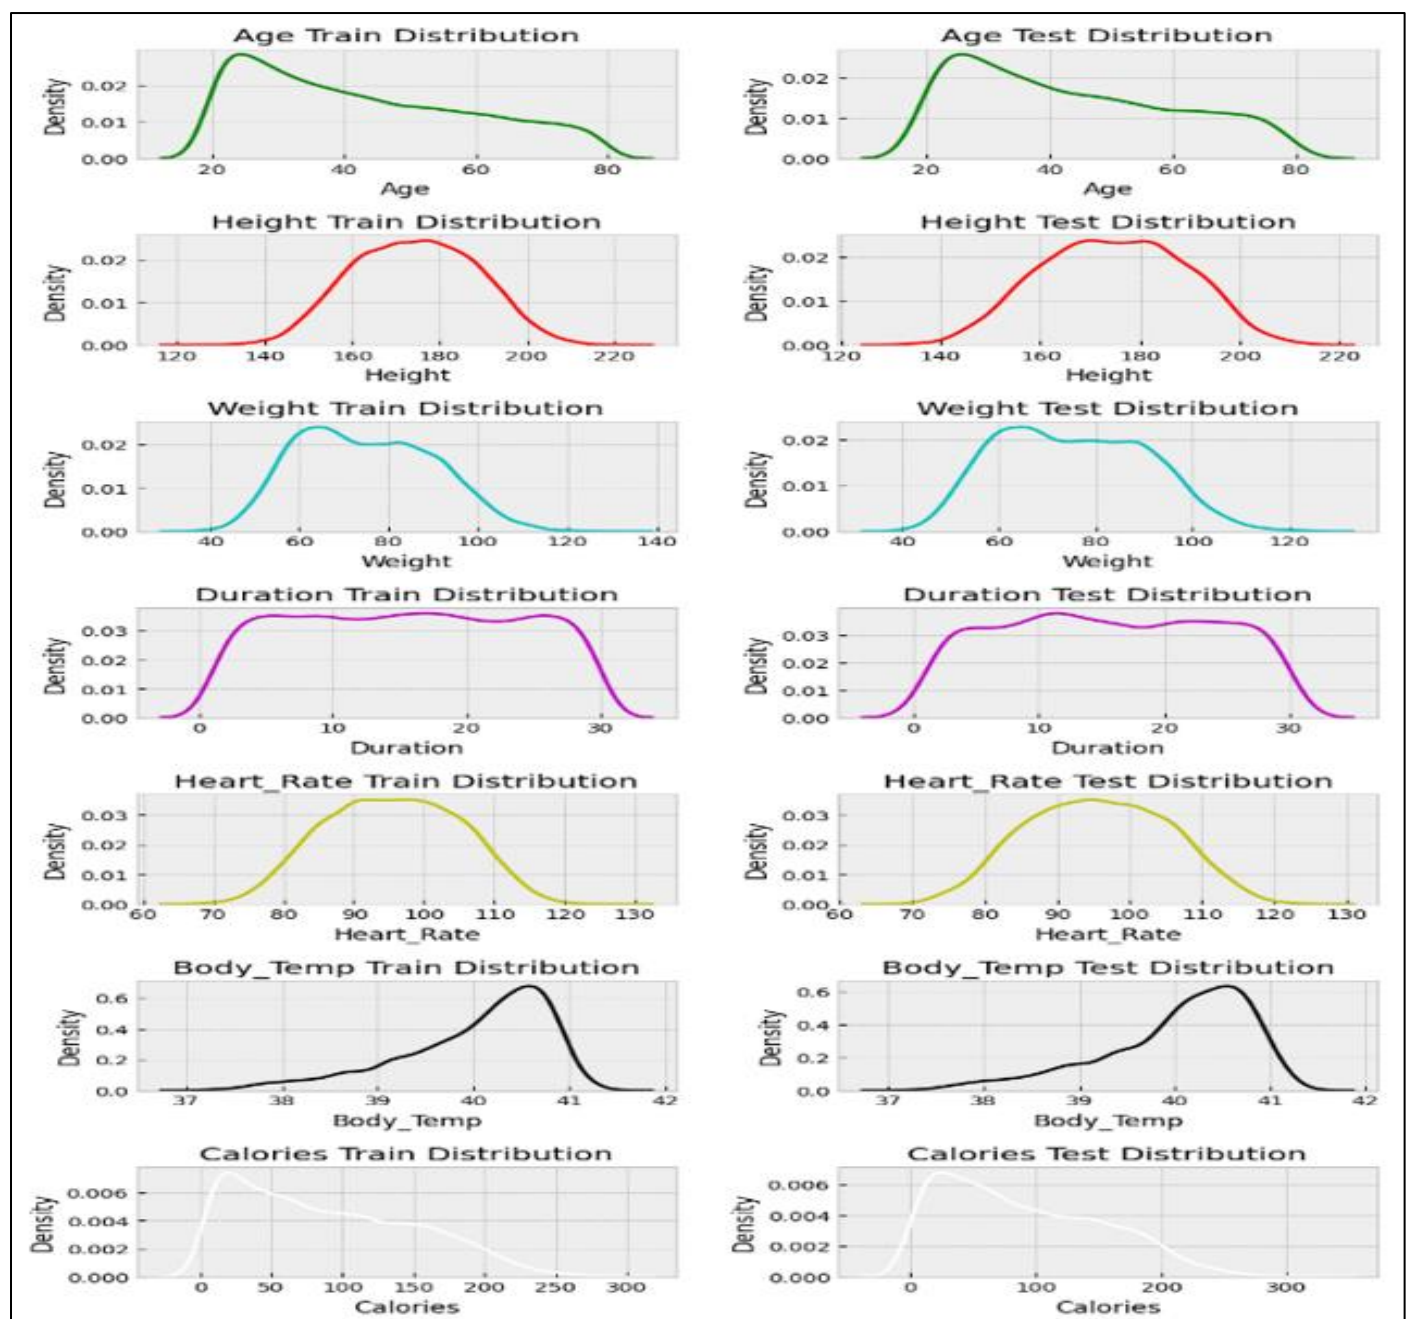 Age Train Distribution
Density
0.02
0.01
0.00
20 40 60 80
Age
Age Test Distribution
Density
0.02
0.01
0.00
20 40 60 80
Age
Height Train Distribution
Density
0.02
0.01
0.00
120 140 160 180 200 220
Height
Height Test Distribution
Density
0.02
0.01
0.00
120 140 160 180 200 220
Height
Weight Train Distribution
Density
0.02
0.01
0.00
40 60 80 100 120 140
Weight
Weight Test Distribution
Density
0.02
0.01
0.00
40 60 80 100 120
Weight
Duration Train Distribution
Density
0.03
0.02
0.01
0.00
0 10 20 30
Duration
Duration Test Distribution
Density
0.03
0.02
0.01
0.00
0 10 20 30
Duration
Heart_Rate Train Distribution
Density
0.03
0.02
0.01
0.00
60 70 80 90 100 110 120 130
Heart_Rate
Heart_Rate Test Distribution
Density
0.03
0.02
0.01
0.00
60 70 80 90 100 110 120 130
Heart_Rate
Body_Temp Train Distribution
Density
0.6
0.4
0.2
0.0
37 38 39 40 41 42
Body_Temp
Body_Temp Test Distribution
Density
0.6
0.4
0.2
0.0
37 38 39 40 41 42
Body_Temp
Calories Train Distribution
Density
0.006
0.004
0.002
0.000
0 50 100 150 200 250 300
Calories
Calories Test Distribution
Density
0.006
0.004
0.002
0.000
0 100 200 300
Calories